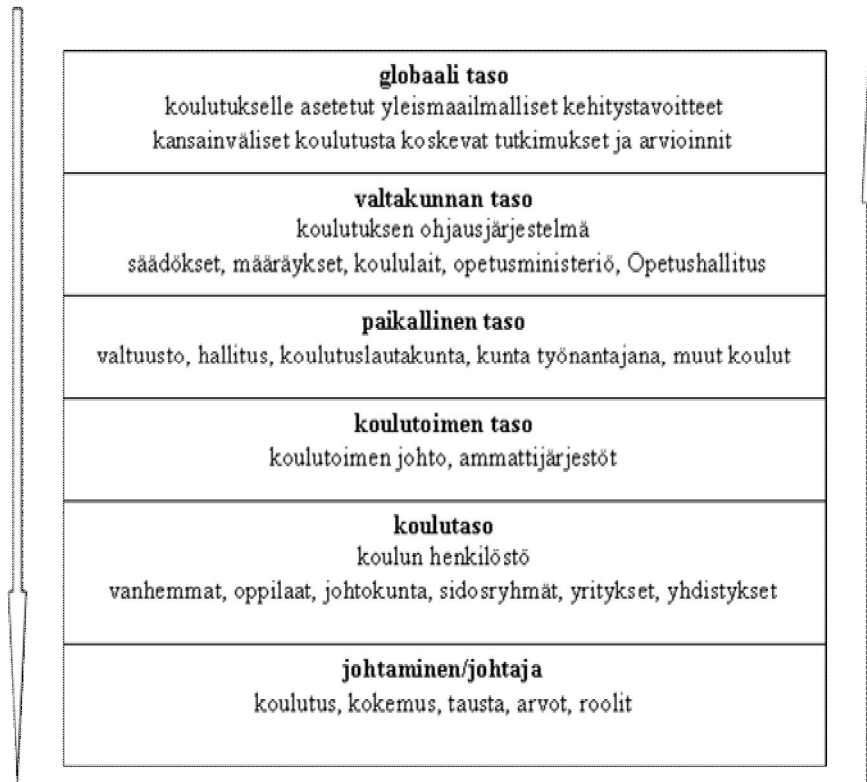 globaali taso
koulutukselle asetetut yleismaailmalliset kehitystavoitteet
kansainväliset koulutusta koskevat tutkimukset ja arvioinnit
valtakunnan taso
koulutuksen ohjausjärjestelmä
säädökset, määräykset, koululait, opetusministeriö, Opetushallitus
paikallinen taso
valtuusto, hallitus, koulutuslautakunta, kunta työnantajana, muut koulut
koulutoimen taso
koulutoimen johto, ammattijärjestöt
koulutaso
koulun henkilöstö
vanhemmat, oppilaat, johtokunta, sidosryhmät, yritykset, yhdistykset
johtaminen/johtaja
koulutus, kokemus, tausta, arvot, roolit